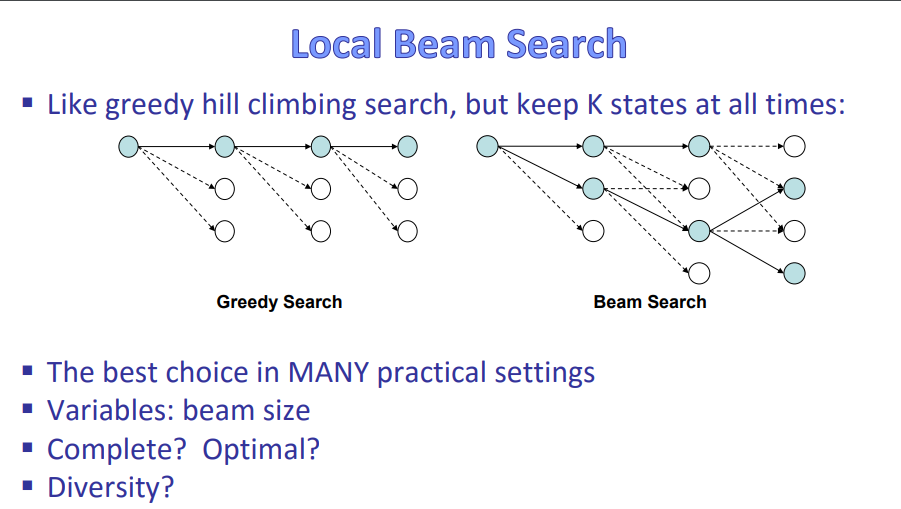 Local Beam Search
▪ Like greedy hill climbing search, but keep K states at all times:
Greedy Search
Beam Search
▪ The best choice in MANY practical settings
▪ Variables: beam size
▪ Complete? Optimal?
▪ Diversity?